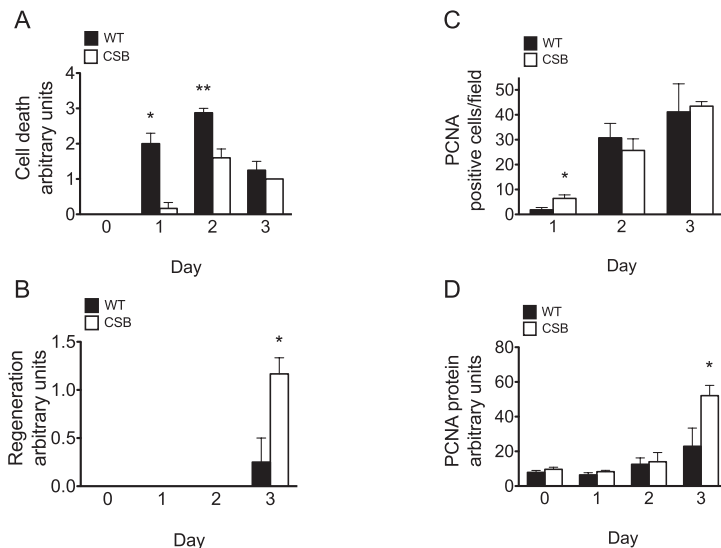 A
WT
CSB
Cell death
arbitrary units
4
3
2
1
0
*
**
0 1 2 3
Day
B
WT
CSB
Regeneration
arbitrary units
1.5
1.0
0.5
0.0
*
0 1 2 3
Day
C
WT
CSB
PCNA
positive cells/field
50
40
30
20
10
0
*
1 2 3
Day
D
WT
CSB
PCNA protein
arbitrary units
80
60
40
20
0
*
0 1 2 3
Day